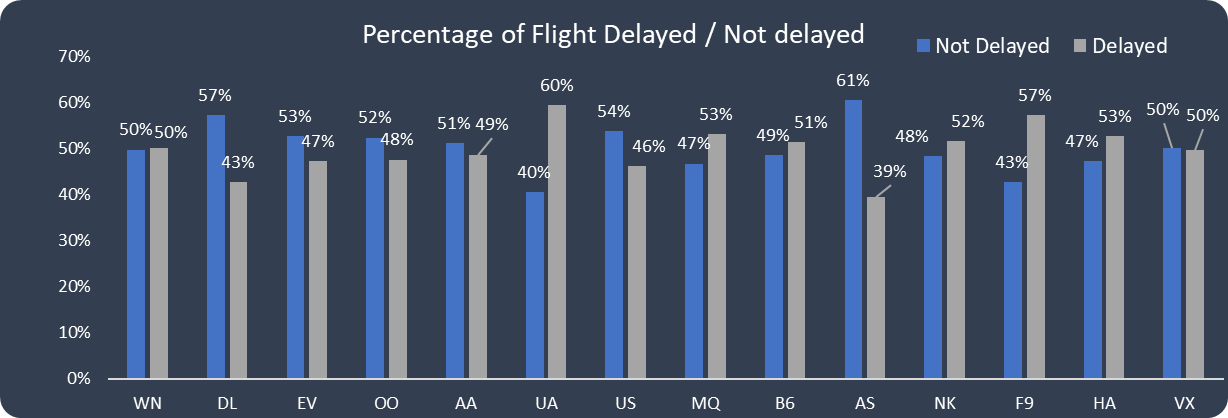 Percentage of Flight Delayed / Not delayed
Not Delayed Delayed
70%
60%
50%
40%
30%
20%
10%
0%
50% 50% 57% 43% 53% 47% 52% 48% 51% 49% 40% 60% 54% 46% 47% 53% 49% 51% 61% 39% 48% 52% 43% 57% 47% 53% 50% 50%
WN DL EV OO AA UA US MQ B6 AS NK F9 HA VX